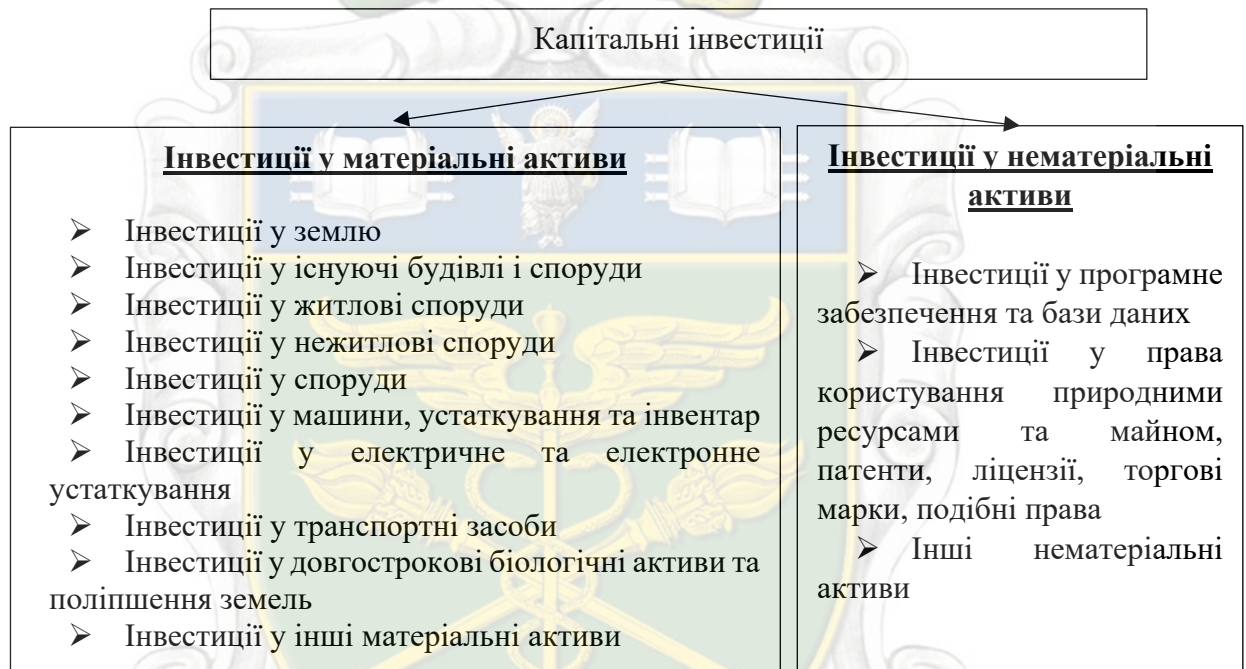 Капітальні інвестиції
Інвестиції у матеріальні активи
➢ Інвестиції у землю
➢ Інвестиції у існуючі будівлі і споруди
➢ Інвестиції у житлові споруди
➢ Інвестиції у нежитлові споруди
➢ Інвестиції у споруди
➢ Інвестиції у машини, устаткування та інвентар
➢ Інвестиції у електричне та електронне
устаткування
➢ Інвестиції у транспортні засоби
➢ Інвестиції у довгострокові біологічні активи та
поліпшення земель
➢ Інвестиції у інші матеріальні активи
Інвестиції у нематеріальні
активи
➢ Інвестиції у програмне
забезпечення та бази даних
➢ Інвестиції у права
користування природними
ресурсами та майном,
патенти, ліцензії, торгові
марки, подібні права
➢ Інші нематеріальні
активи